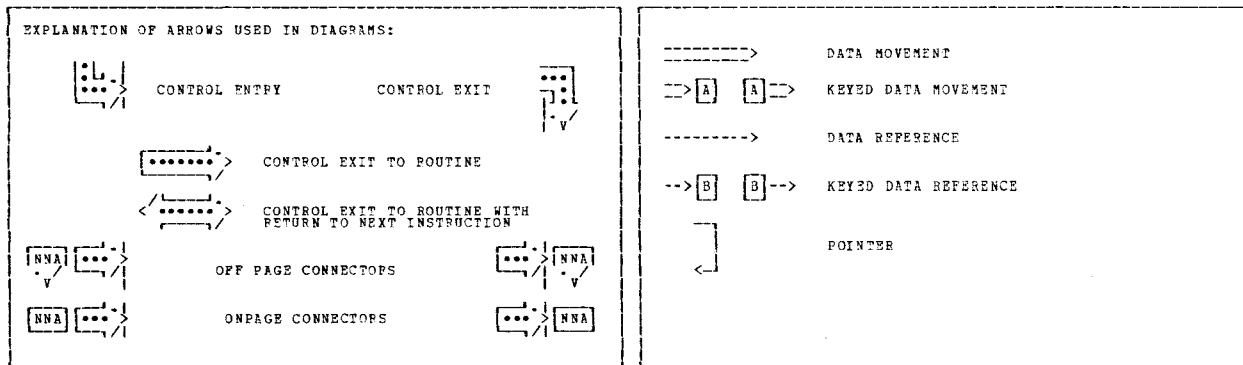 EXPLANATION OF ARROWS USED IN DIAGRAMS:
CONTROL ENTRY
CONTROL EXIT
CONTROL EXIT TO ROUTINE
CONTROL EXIT TO ROUTINE WITH
RETURN TO NEXT INSTRUCTION
NNA
OFF PAGE CONNECTORS
NNA
NNA
ONPAGE CONNECTORS
NNA
DATA MOVEMENT
A A KEYED DATA MOVEMENT
DATA REFERENCE
B B KEYED DATA REFERENCE
POINTER